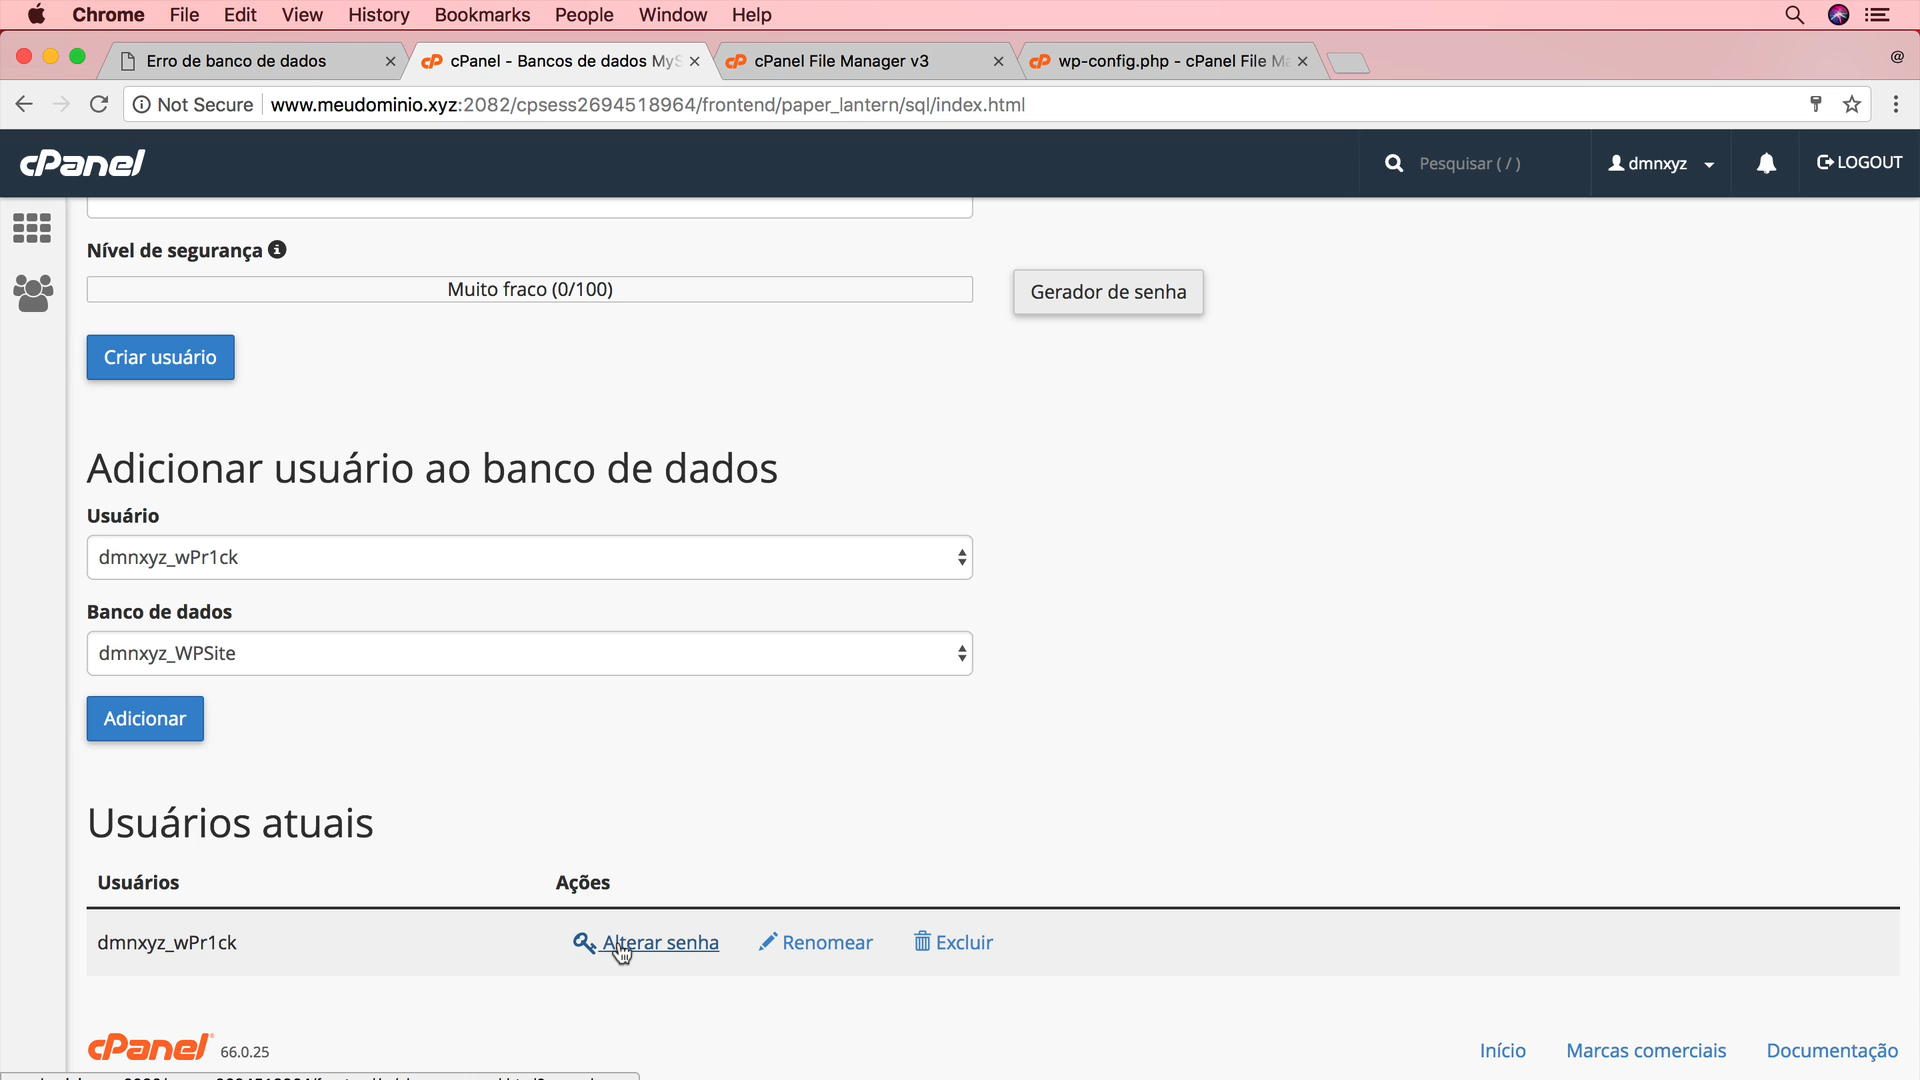 Chrome File Edit View History Bookmarks People Window Help
Erro de banco de dados
cPanel - Bancos de dados MyS
cPanel File Manager v3
wp-config.php - cPanel File Ma
@
Not Secure www.meudominio.xyz:2082/cpsess2694518964/frontend/paper_lantern/sql/index.html
cPanel
Pesquisar ( / )
dmnxyz
LOGOUT
Nível de segurança
Muito fraco (0/100)
Gerador de senha
Criar usuário
Adicionar usuário ao banco de dados
Usuário
dmnxyz_wPr1ck
Banco de dados
dmnxyz_WPSite
Adicionar
Usuários atuais
Usuários Ações
dmnxyz_wPr1ck Alterar senha Renomear Excluir
cPanel 66.0.25
Início Marcas comerciais Documentação